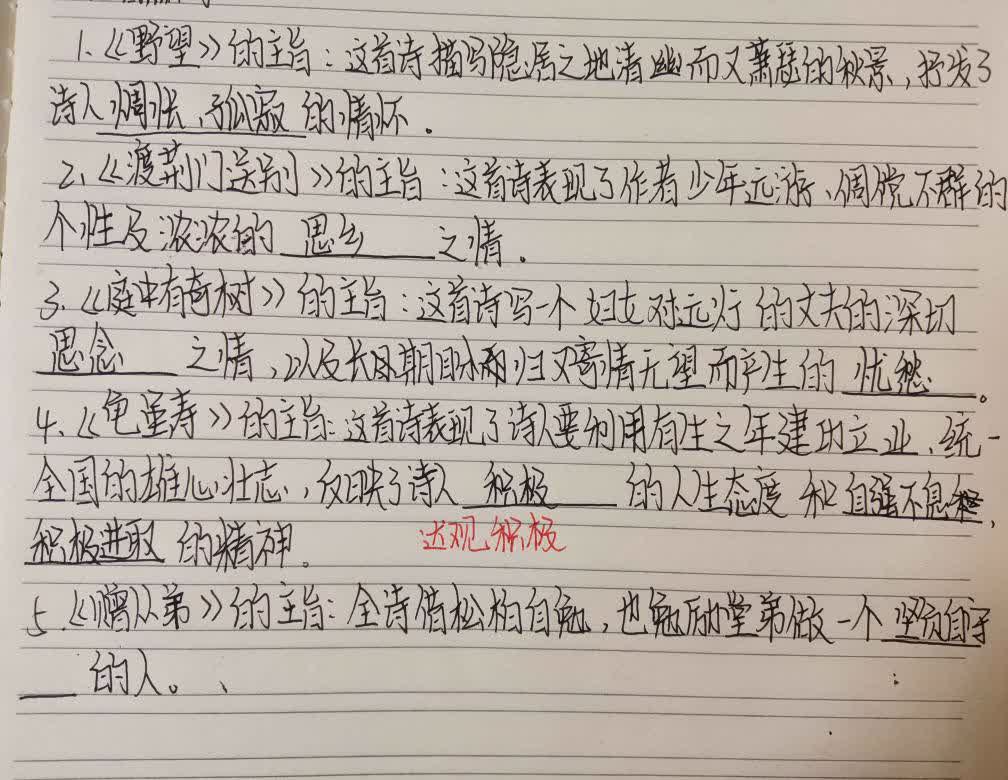 1、《野望》的主旨：这首诗描写隐居之地清幽而又萧瑟的秋景，抒发了
诗人惆怅、孤寂的情怀。
2、《渡荆门送别》的主旨：这首诗表现了作者少年远游、倜傥不群的
个性及浓浓的思乡之情。
3、《庭中有奇树》的主旨：这首诗写一个妇女对远行的丈夫的深切
思念之情，以及长期盼归又寄情无望而产生的忧愁。
4、《龟虽寿》的主旨：这首诗表现了诗人要利用有生之年建功立业、统一
全国的雄心壮志，反映了诗人积极的人生态度和自强不息，
积极进取的精神。
达观积极
5、《赠从弟》的主旨：全诗借松柏自勉，也勉励堂弟做一个坚贞自守
的人。、